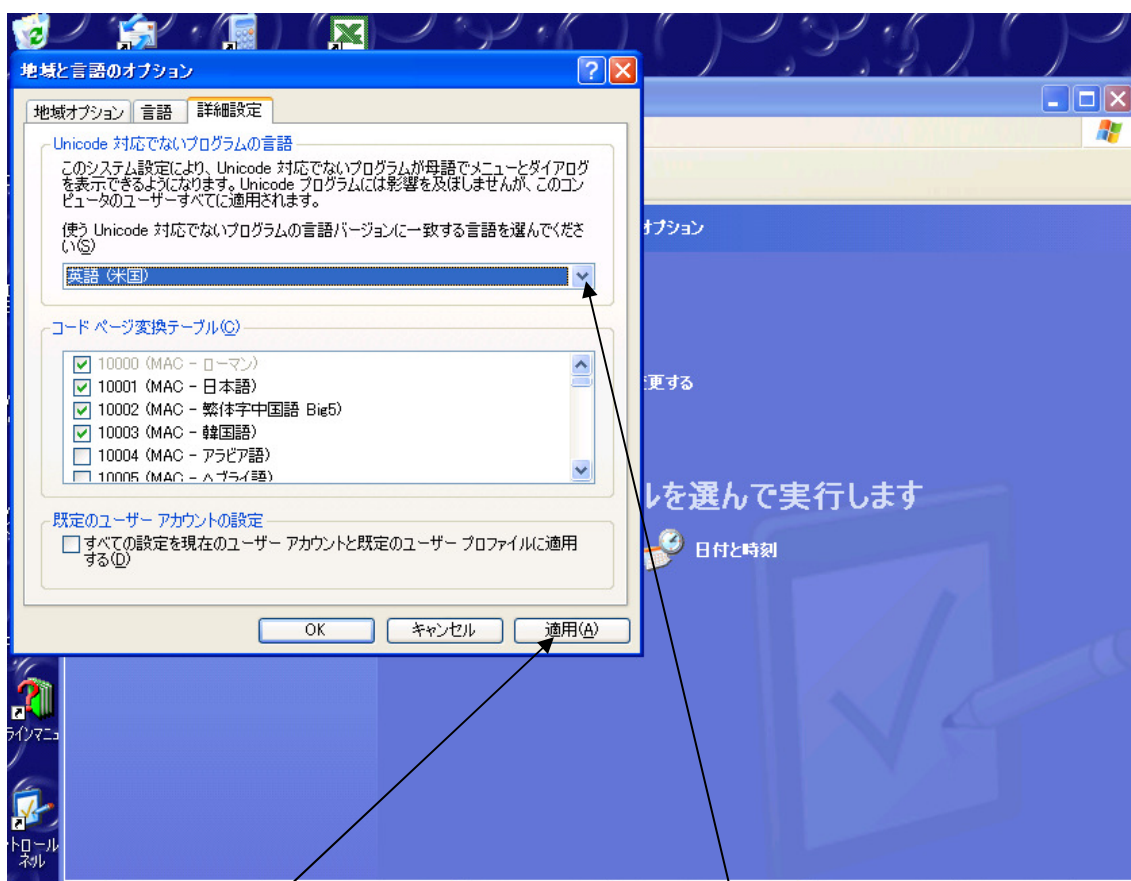 地域と言語のオプション
地域オプション 言語 詳細設定
Unicode 対応でないプログラムの言語
このシステム設定により、Unicode 対応でないプログラムが母語でメニューとダイアログ
を表示できるようになります。Unicode プログラムには影響を及ぼしませんが、このコン
ピュータのユーザーすべてに適用されます。
使う Unicode 対応でないプログラムの言語バージョンに一致する言語を選んでくださ
い(S)
英語 (米国)
コード ページ変換テーブル(C)
10000 (MAC - ローマン)
10001 (MAC - 日本語)
10002 (MAC - 繁体字中国語 Big5)
10003 (MAC - 韓国語)
10004 (MAC - アラビア語)
10005 (MAC - ヘブライ語)
既定のユーザー アカウントの設定
すべての設定を現在のユーザー アカウントと既定のユーザー プロファイルに適用
する(D)
OK キャンセル 適用(A)
オプション
変更する
ルを選んで実行します
日付と時刻
ラインマニュ
トロール
ネル